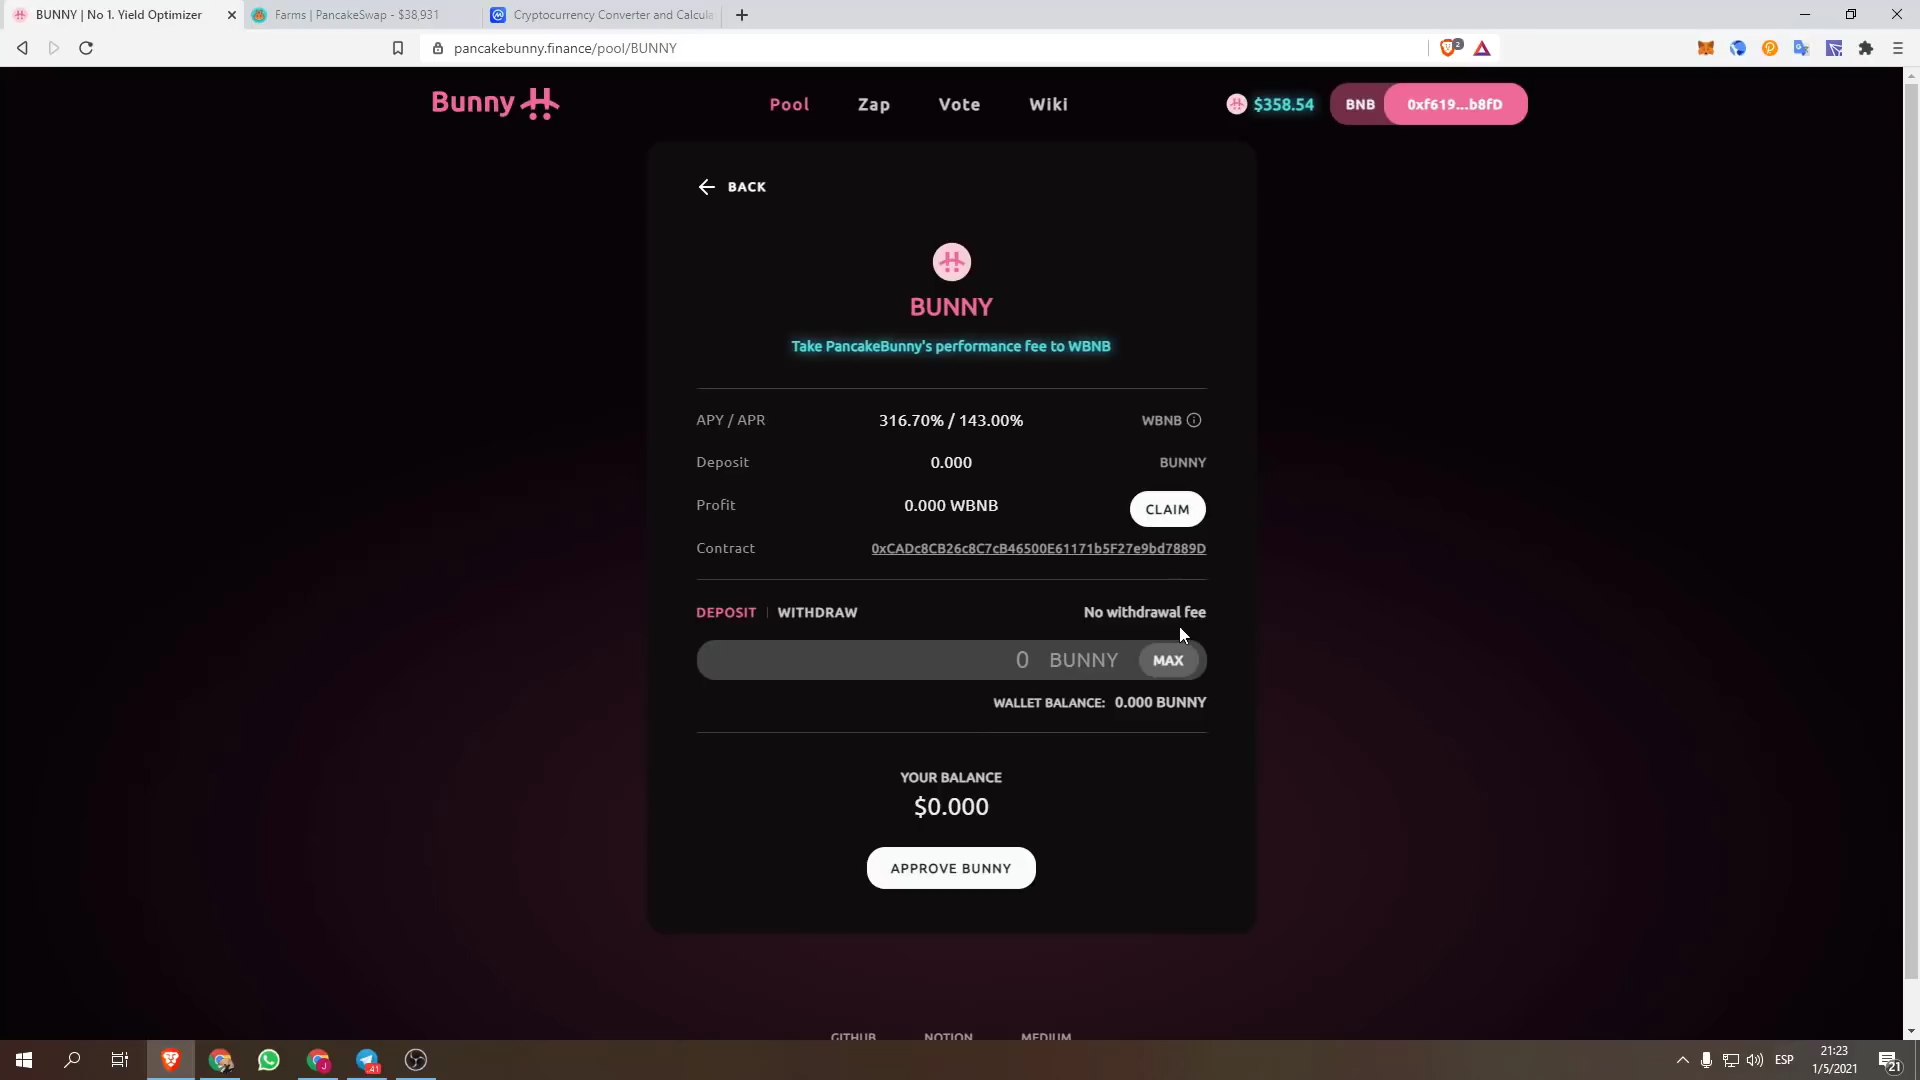 BUNNY | No 1. Yield Optimizer
Farms | PancakeSwap - $38,931
Cryptocurrency Converter and Calcula
pancakebunny.finance/pool/BUNNY
2
Bunny
Pool
Zap
Vote
Wiki
$358.54
BNB
0xf619...b8fD
BACK
BUNNY
Take PancakeBunny's performance fee to WBNB
APY / APR 316.70% / 143.00% WBNB
Deposit 0.000 BUNNY
Profit 0.000 WBNB CLAIM
Contract 0xCADc8CB26c8C7cB46500E61171b5F27e9bd7889D
DEPOSIT | WITHDRAW No withdrawal fee
0 BUNNY MAX
WALLET BALANCE: 0.000 BUNNY
YOUR BALANCE
$0.000
APPROVE BUNNY
GITHUB NOTION MEDIUM
41
ESP
21:23
1/5/2021
21